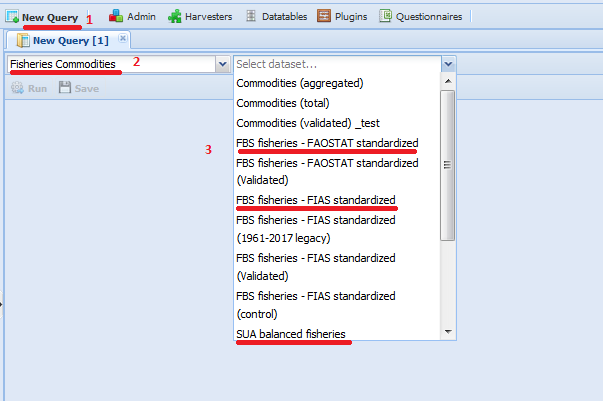 New Query 1 Admin Harvesters Datatables Plugins Questionnaires
New Query [1]
Fisheries Commodities 2 Select dataset...
Run Save
Commodities (aggregated)
Commodities (total)
Commodities (validated) _test
3 FBS fisheries - FAOSTAT standardized
FBS fisheries - FAOSTAT standardized
(Validated)
FBS fisheries - FIAS standardized
FBS fisheries - FIAS standardized
(1961-2017 legacy)
FBS fisheries - FIAS standardized
(Validated)
FBS fisheries - FIAS standardized
(control)
SUA balanced fisheries